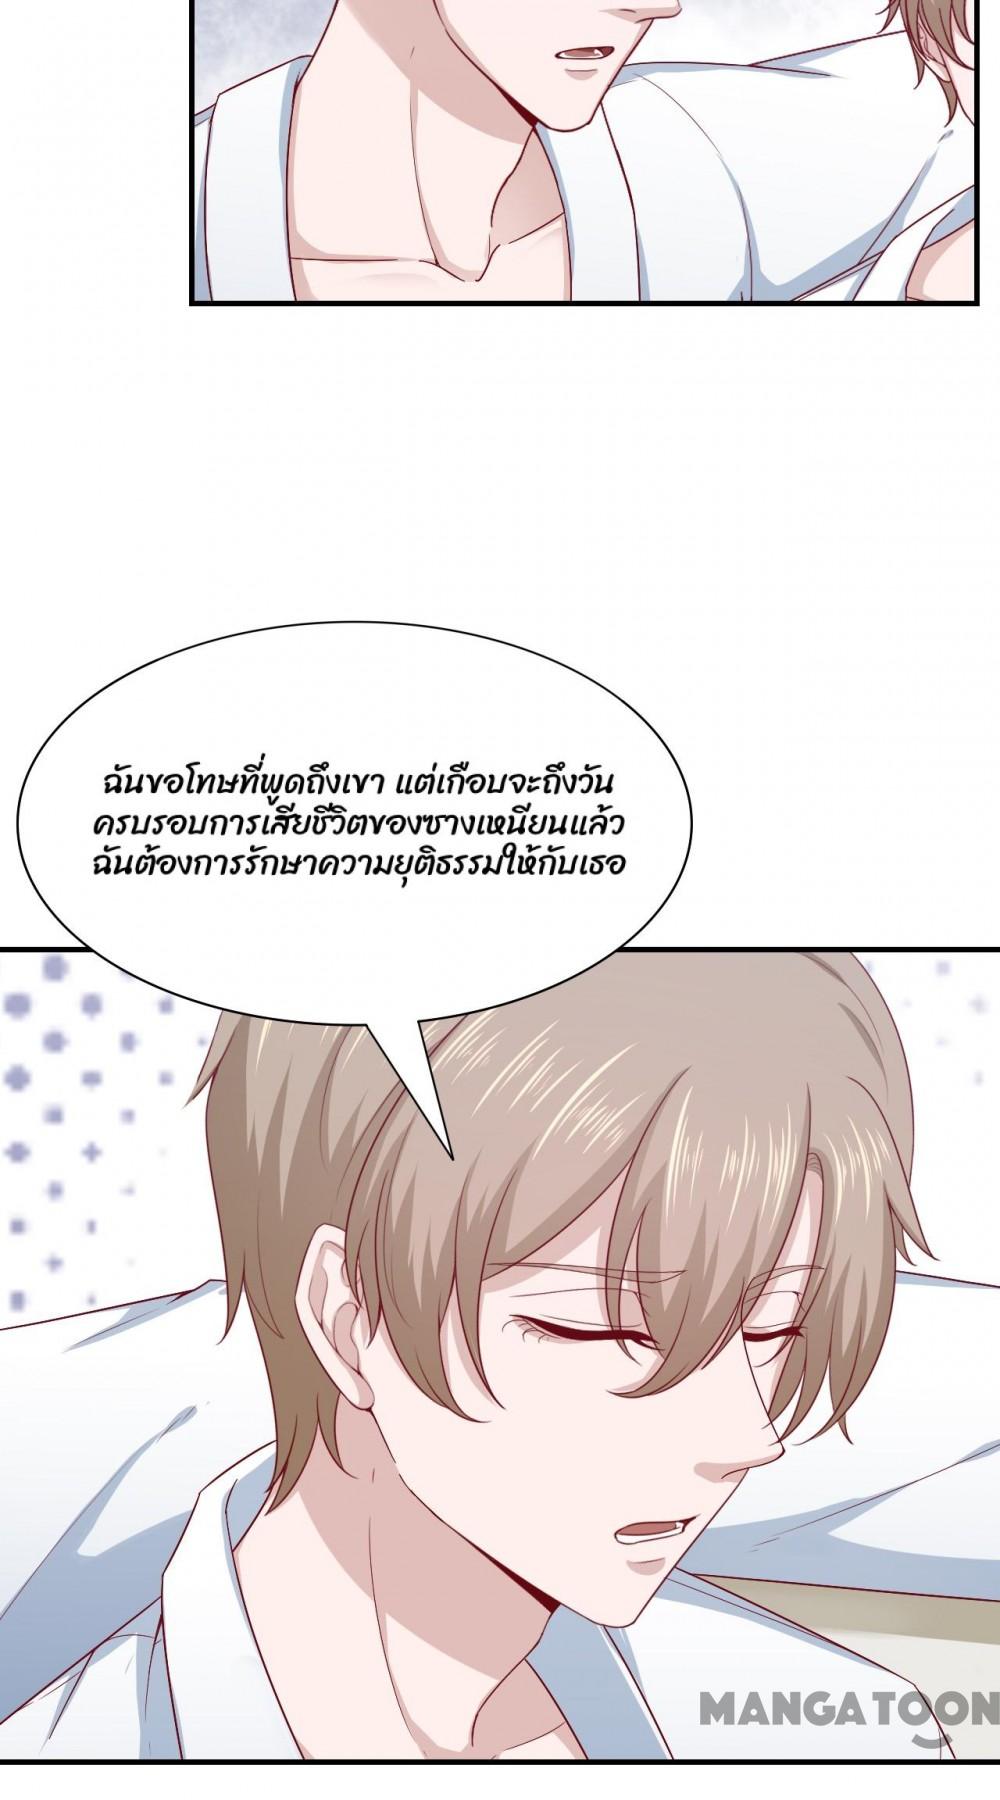 ฉันขอโทษที่พูดถึงเขา แต่เกือบจะถึงวัน
ครบรอบการเสียชีวิตของซางเหนียนแล้ว
ฉันต้องการรักษาความยุติธรรมให้กับเธอ
MANGATOON